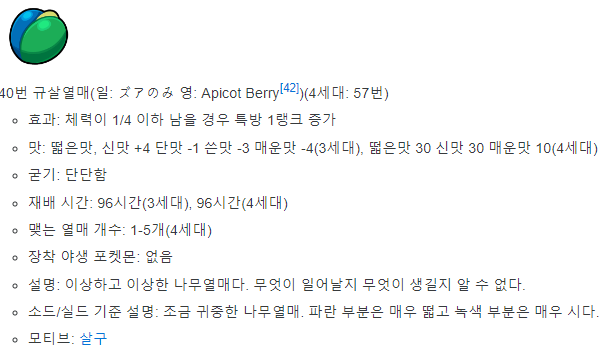 40번 규살열매(일: ズアのみ 영: Apicot Berry[42])(4세대: 57번)
효과: 체력이 1/4 이하 남을 경우 특방 1랭크 증가
맛: 떫은맛, 신맛 +4 단맛 -1 쓴맛 -3 매운맛 -4(3세대), 떫은맛 30 신맛 30 매운맛 10(4세대)
굳기: 단단함
재배 시간: 96시간(3세대), 96시간(4세대)
맺는 열매 개수: 1-5개(4세대)
장착 야생 포켓몬: 없음
설명: 이상하고 이상한 나무열매다. 무엇이 일어날지 무엇이 생길지 알 수 없다.
소드/실드 기준 설명: 조금 귀중한 나무열매. 파란 부분은 매우 떫고 녹색 부분은 매우 시다.
모티브: 살구